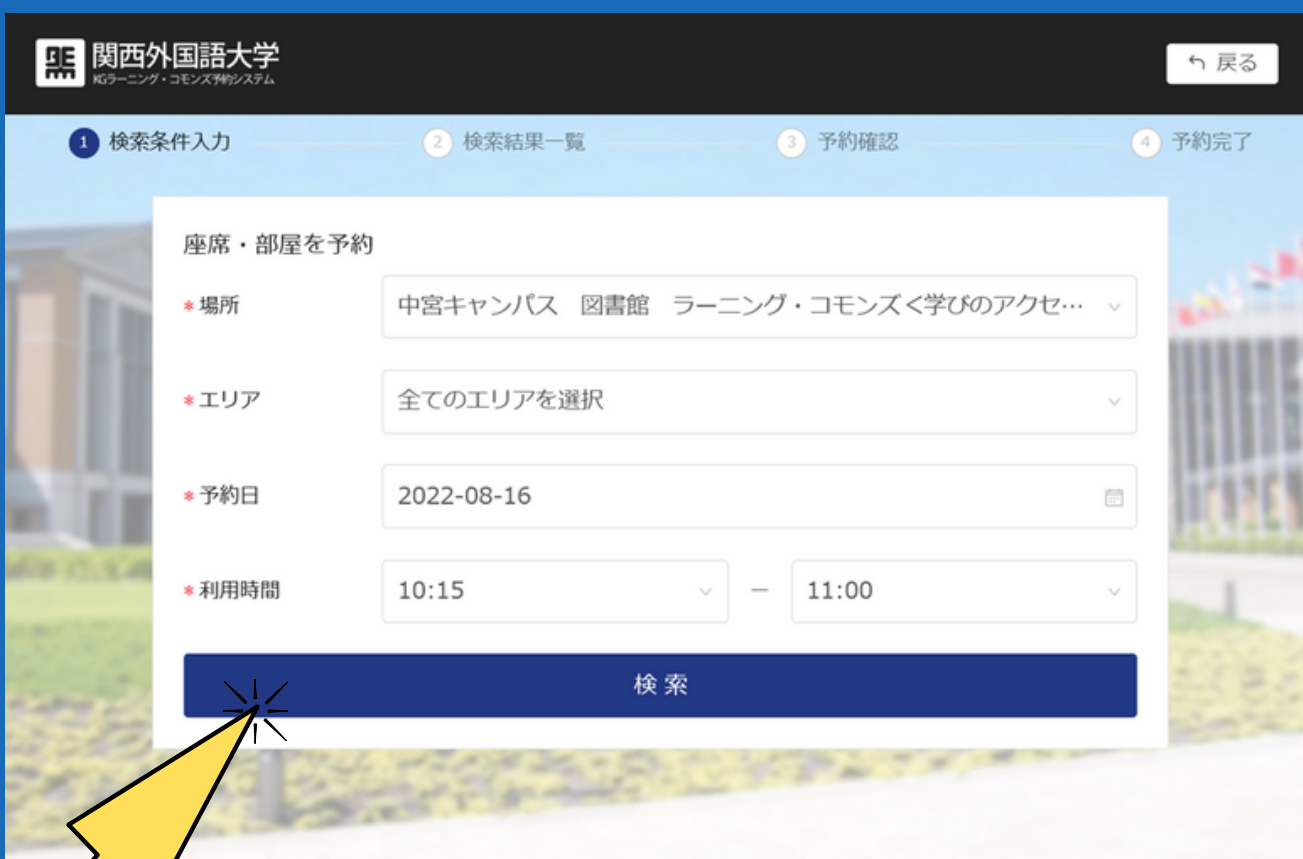 関西外国語大学
KGラーニング・コモンズ予約システム
戻る
1 検索条件入力
2 検索結果一覧
3 予約確認
4 予約完了
座席・部屋を予約
* 場所
中宮キャンパス　図書館　ラーニング・コモンズ<学びのアクセ…
* エリア
全てのエリアを選択
* 予約日
2022-08-16
* 利用時間
10:15 － 11:00
検 索